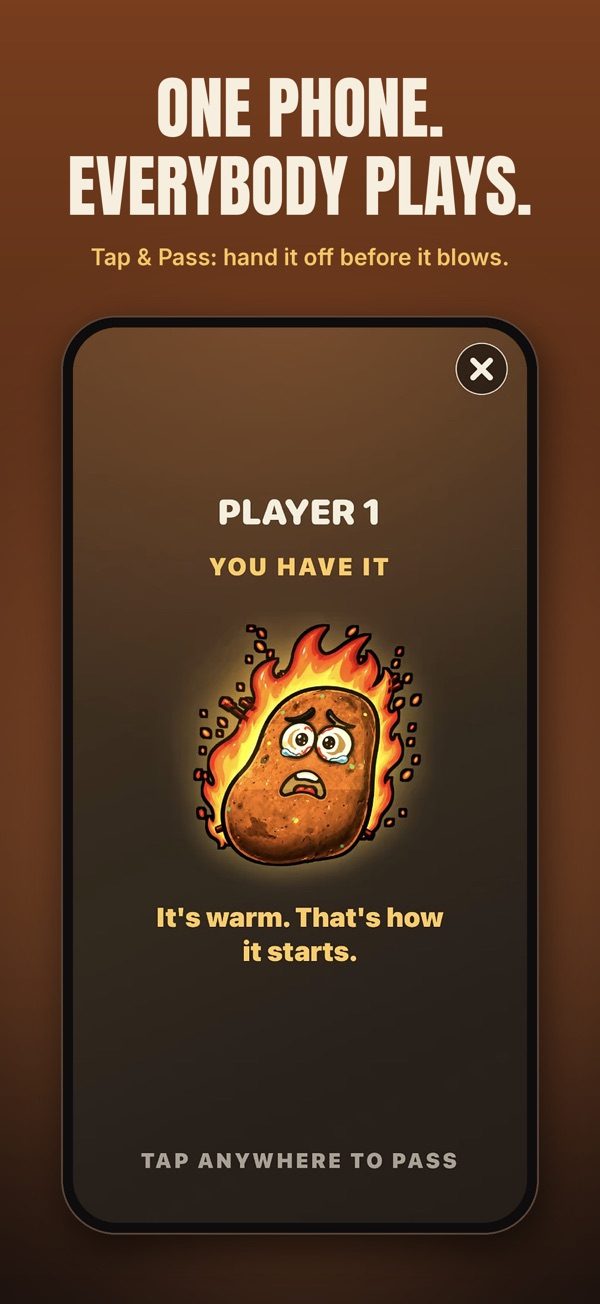 ONE PHONE.
EVERYBODY PLAYS.
Tap & Pass: hand it off before it blows.
PLAYER 1
YOU HAVE IT
It's warm. That's how
it starts.
TAP ANYWHERE TO PASS